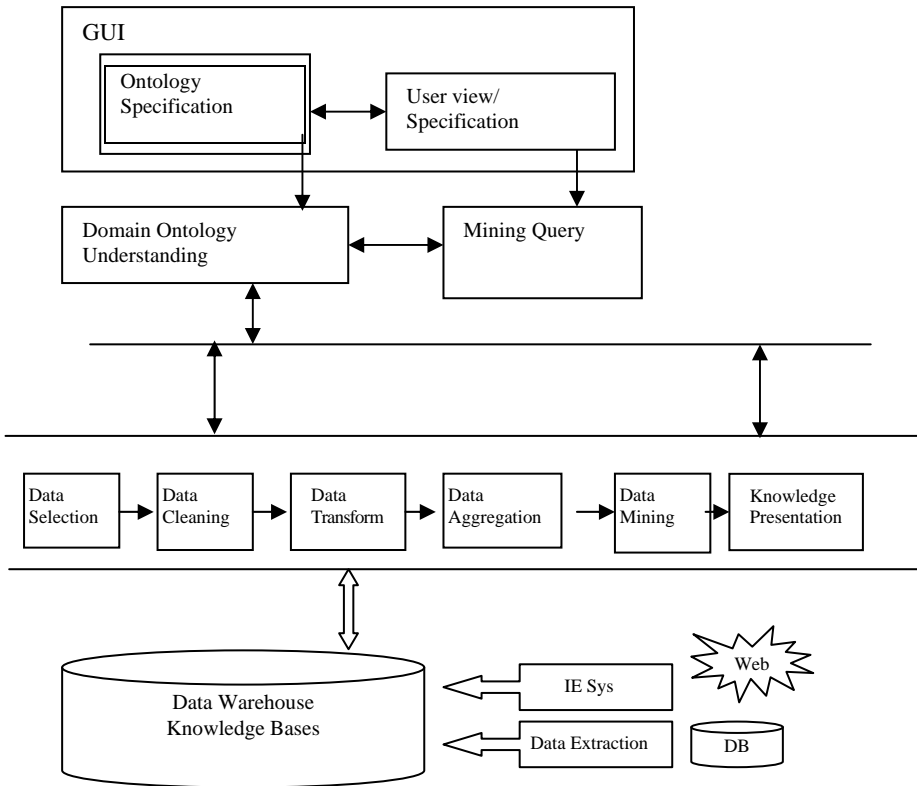 GUI
Ontology
Specification
User view/
Specification
Domain Ontology
Understanding
Mining Query
Data
Selection
Data
Cleaning
Data
Transform
Data
Aggregation
Data
Mining
Knowledge
Presentation
Data Warehouse
Knowledge Bases
IE Sys
Web
Data Extraction
DB